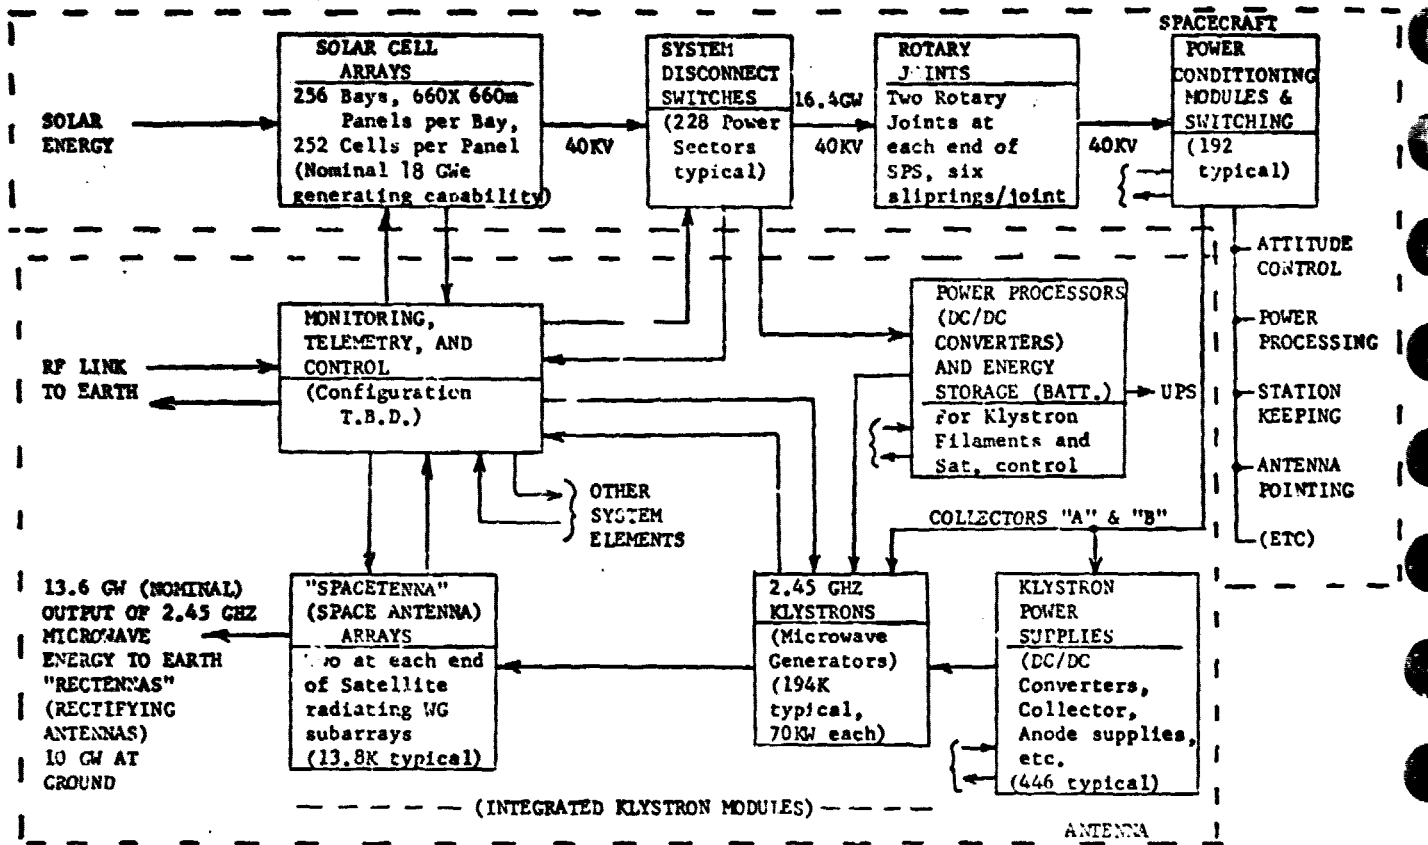 SPACECRAFT
SOLAR
ENERGY
SOLAR CELL
ARRAYS
256 Bays, 660X 660m
Panels per Bay,
252 Cells per Panel
(Nominal 18 GWe
generating capability)
40KV
SYSTEM
DISCONNECT
SWITCHES
(228 Power
Sectors
typical)
16.4GW
40KV
ROTARY
J INTS
Two Rotary
Joints at
each end of
SPS, six
sliprings/joint
40KV
POWER
CONDITIONING
MODULES &
SWITCHING
(192
typical)
ATTITUDE
CONTROL
POWER
PROCESSING
STATION
KEEPING
ANTENNA
POINTING
(ETC)
RF LINK
TO EARTH
MONITORING,
TELEMETRY, AND
CONTROL
(Configuration
T.B.D.)
OTHER
SYSTEM
ELEMENTS
POWER PROCESSORS
(DC/DC
CONVERTERS)
AND ENERGY
STORAGE (BATT.)
For Klystron
Filaments and
Sat, control
UPS
COLLECTORS "A" & "B"
13.6 GW (NOMINAL)
OUTPUT OF 2.45 GHZ
MICROWAVE
ENERGY TO EARTH
"RECTENNAS"
(RECTIFYING
ANTENNAS)
10 GW AT
GROUND
"SPACETENNA"
(SPACE ANTENNA)
ARRAYS
wo at each end
of Satellite
radiating WG
subarrays
(13.8K typical)
2.45 GHZ
KLYSTRONS
(Microwave
Generators)
(194K
typical,
70KW each)
KLYSTRON
POWER
SUPPLIES
(DC/DC
Converters,
Collector,
Anode supplies,
etc.
(446 typical)
(INTEGRATED KLYSTRON MODULES)
ANTENNA